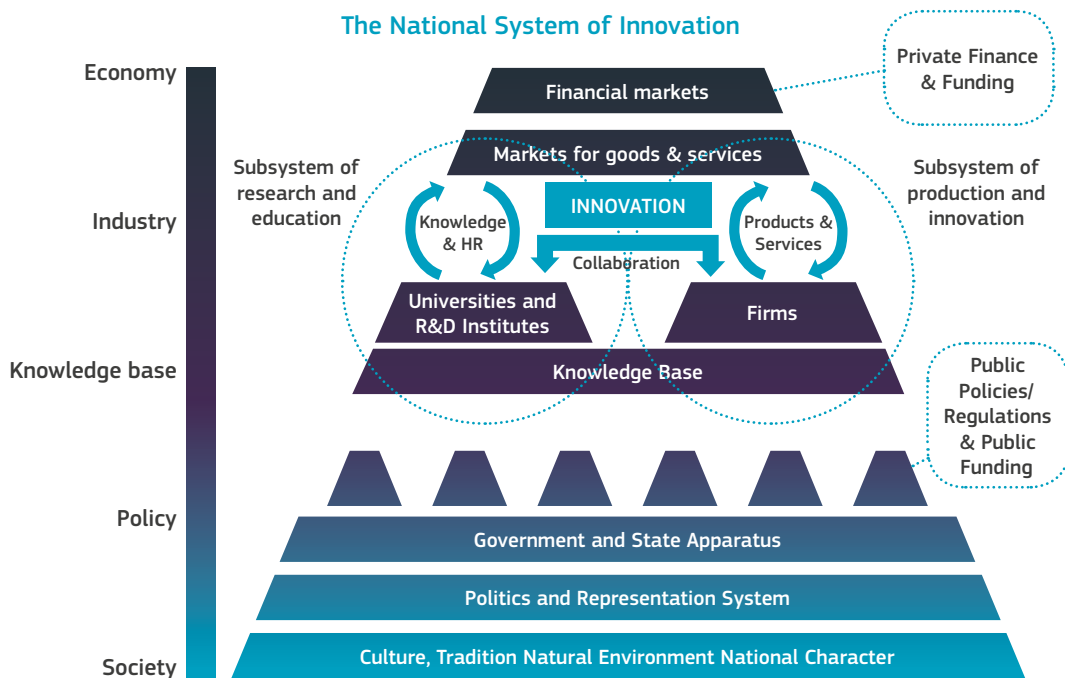 The National System of Innovation
Economy
Industry
Knowledge base
Policy
Society
Private Finance
& Funding
Financial markets
Markets for goods & services
Subsystem of
research and
education
Subsystem of
production and
innovation
INNOVATION
Knowledge
& HR
Products &
Services
Collaboration
Universities and
R&D Institutes
Firms
Knowledge Base
Public
Policies/
Regulations
& Public
Funding
Government and State Apparatus
Politics and Representation System
Culture, Tradition Natural Environment National Character